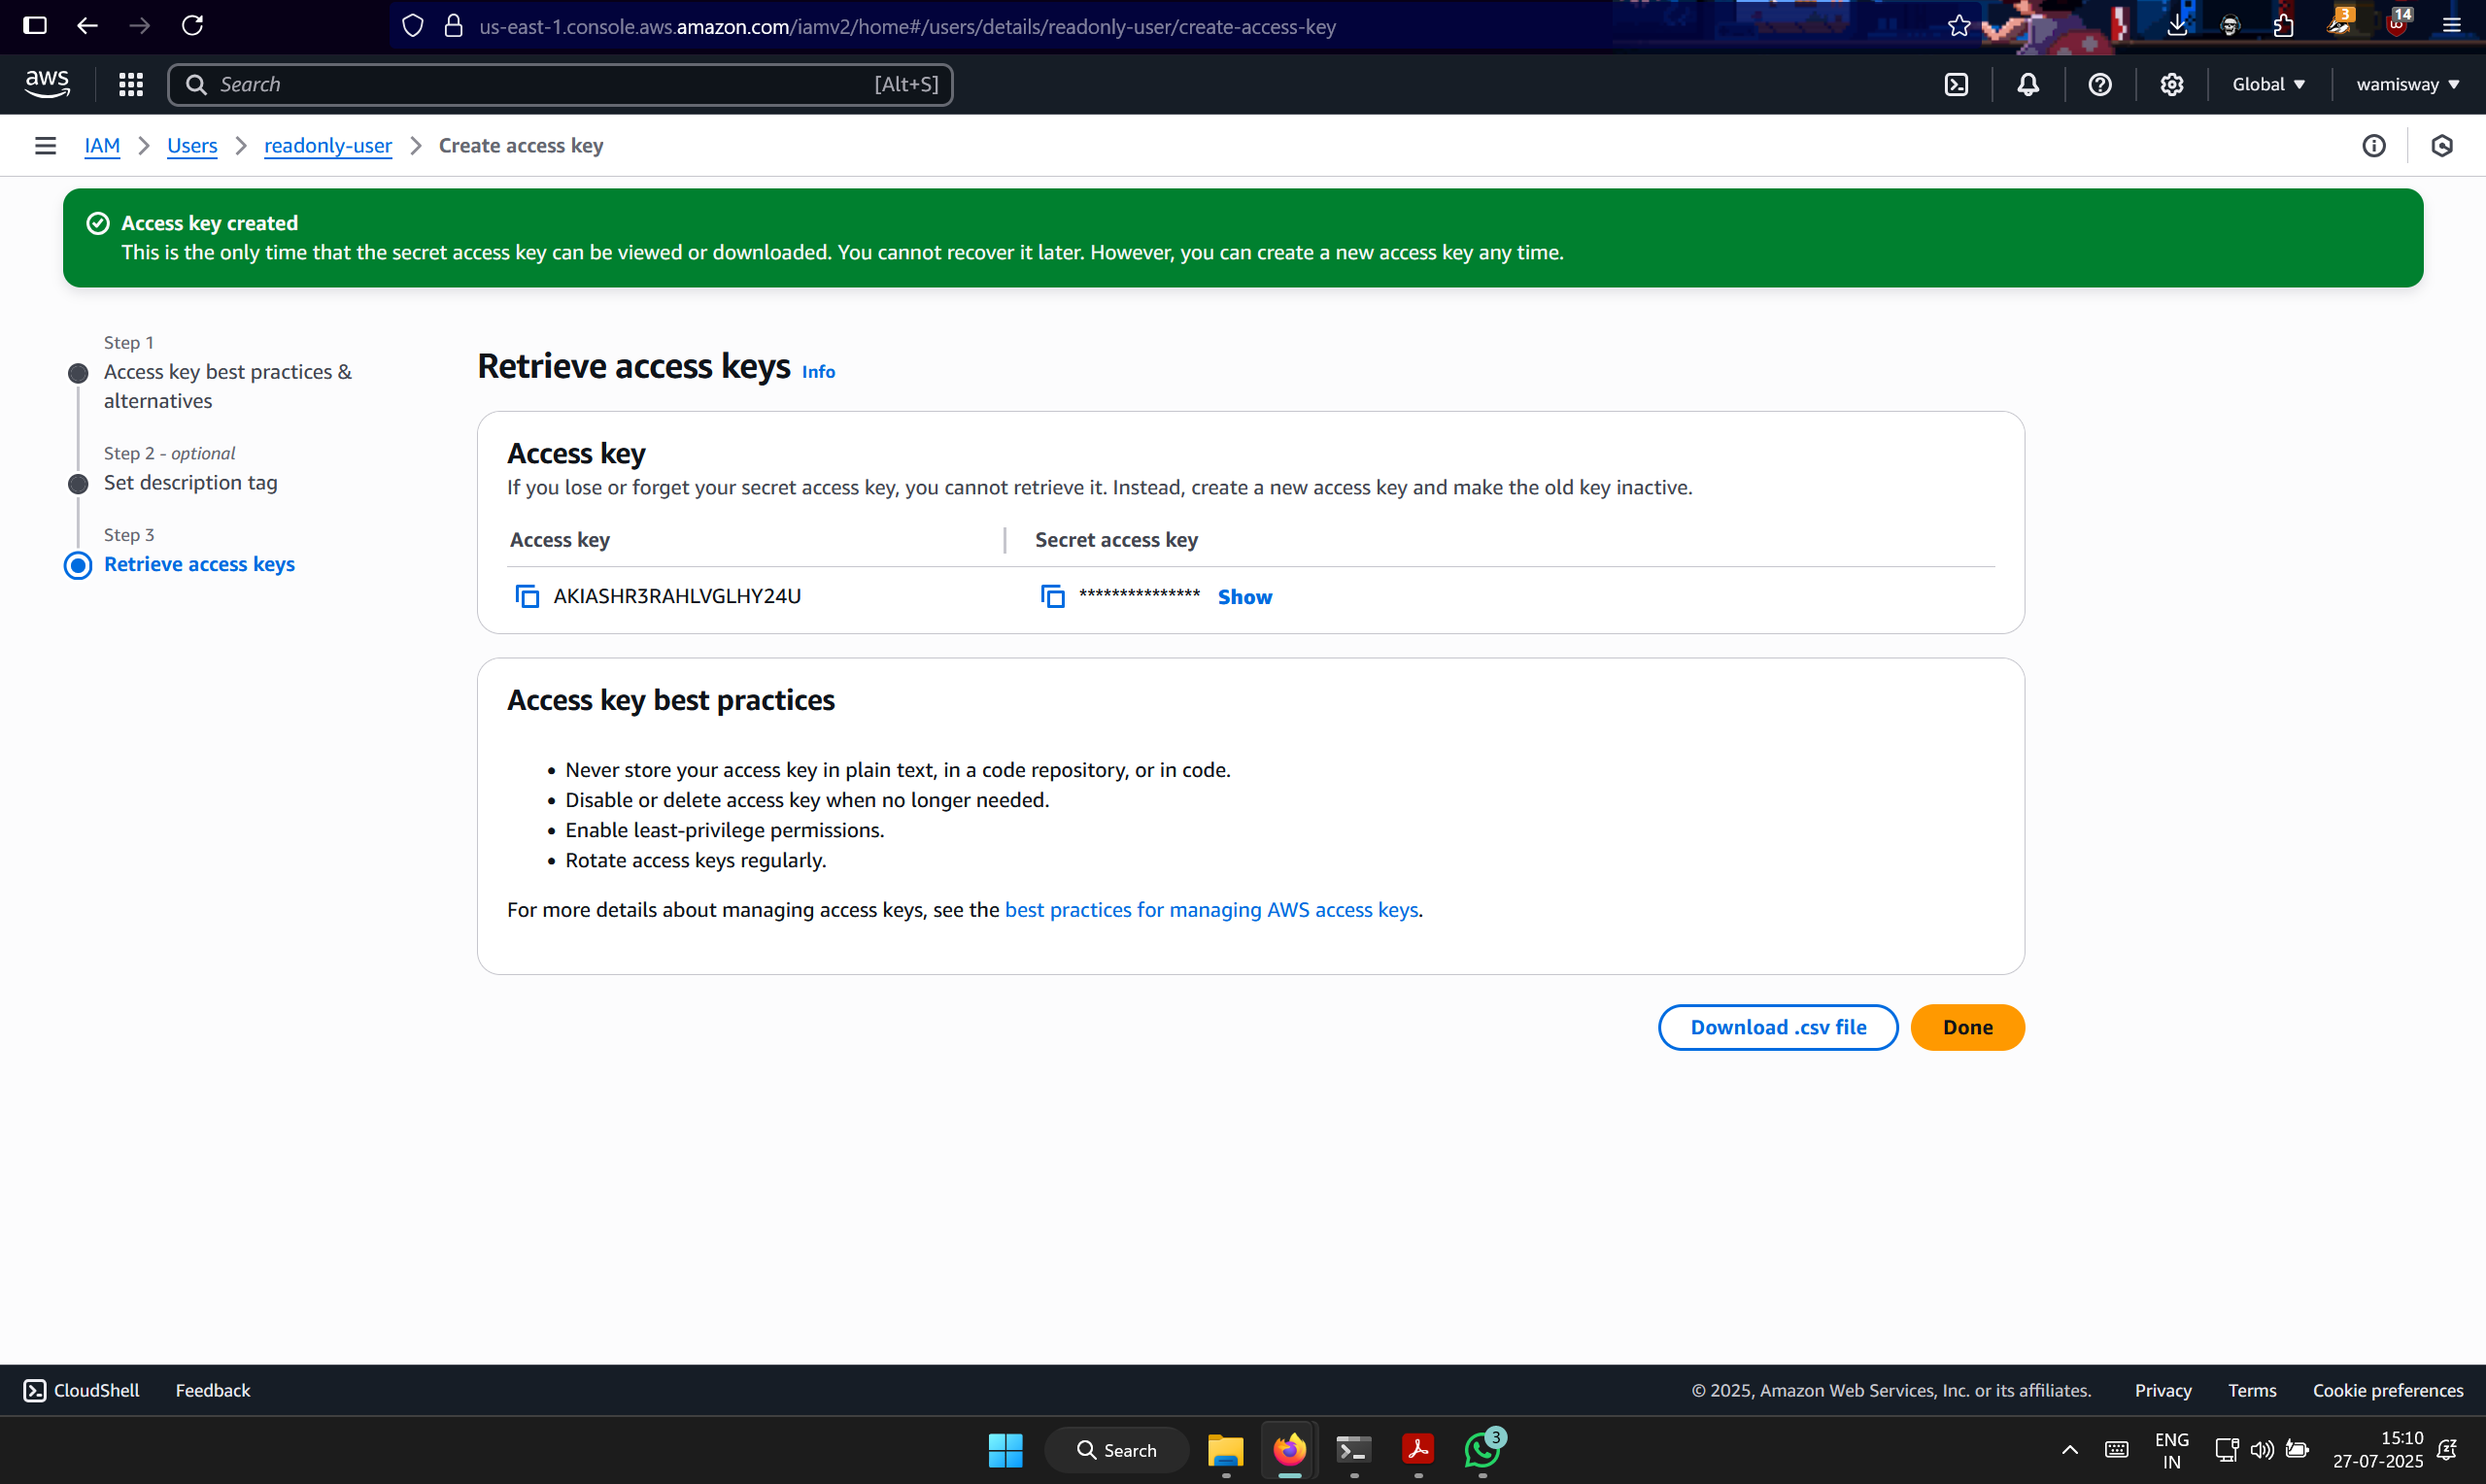 us-east-1.console.aws.amazon.com/iamv2/home#/users/details/readonly-user/create-access-key
3
14
aws
Search
[Alt+S]
Global
wamisway
IAM
Users
readonly-user
Create access key
Access key created
This is the only time that the secret access key can be viewed or downloaded. You cannot recover it later. However, you can create a new access key any time.
Step 1
Access key best practices &
alternatives
Step 2 - optional
Set description tag
Step 3
Retrieve access keys
Retrieve access keys Info
Access key
If you lose or forget your secret access key, you cannot retrieve it. Instead, create a new access key and make the old key inactive.
Access key
Secret access key
AKIASHR3RAHLVGLHY24U
*************** Show
Access key best practices
• Never store your access key in plain text, in a code repository, or in code.
• Disable or delete access key when no longer needed.
• Enable least-privilege permissions.
• Rotate access keys regularly.
For more details about managing access keys, see the best practices for managing AWS access keys.
Download .csv file
Done
CloudShell
Feedback
© 2025, Amazon Web Services, Inc. or its affiliates.
Privacy
Terms
Cookie preferences
Search
3
ENG
IN
15:10
27-07-2025